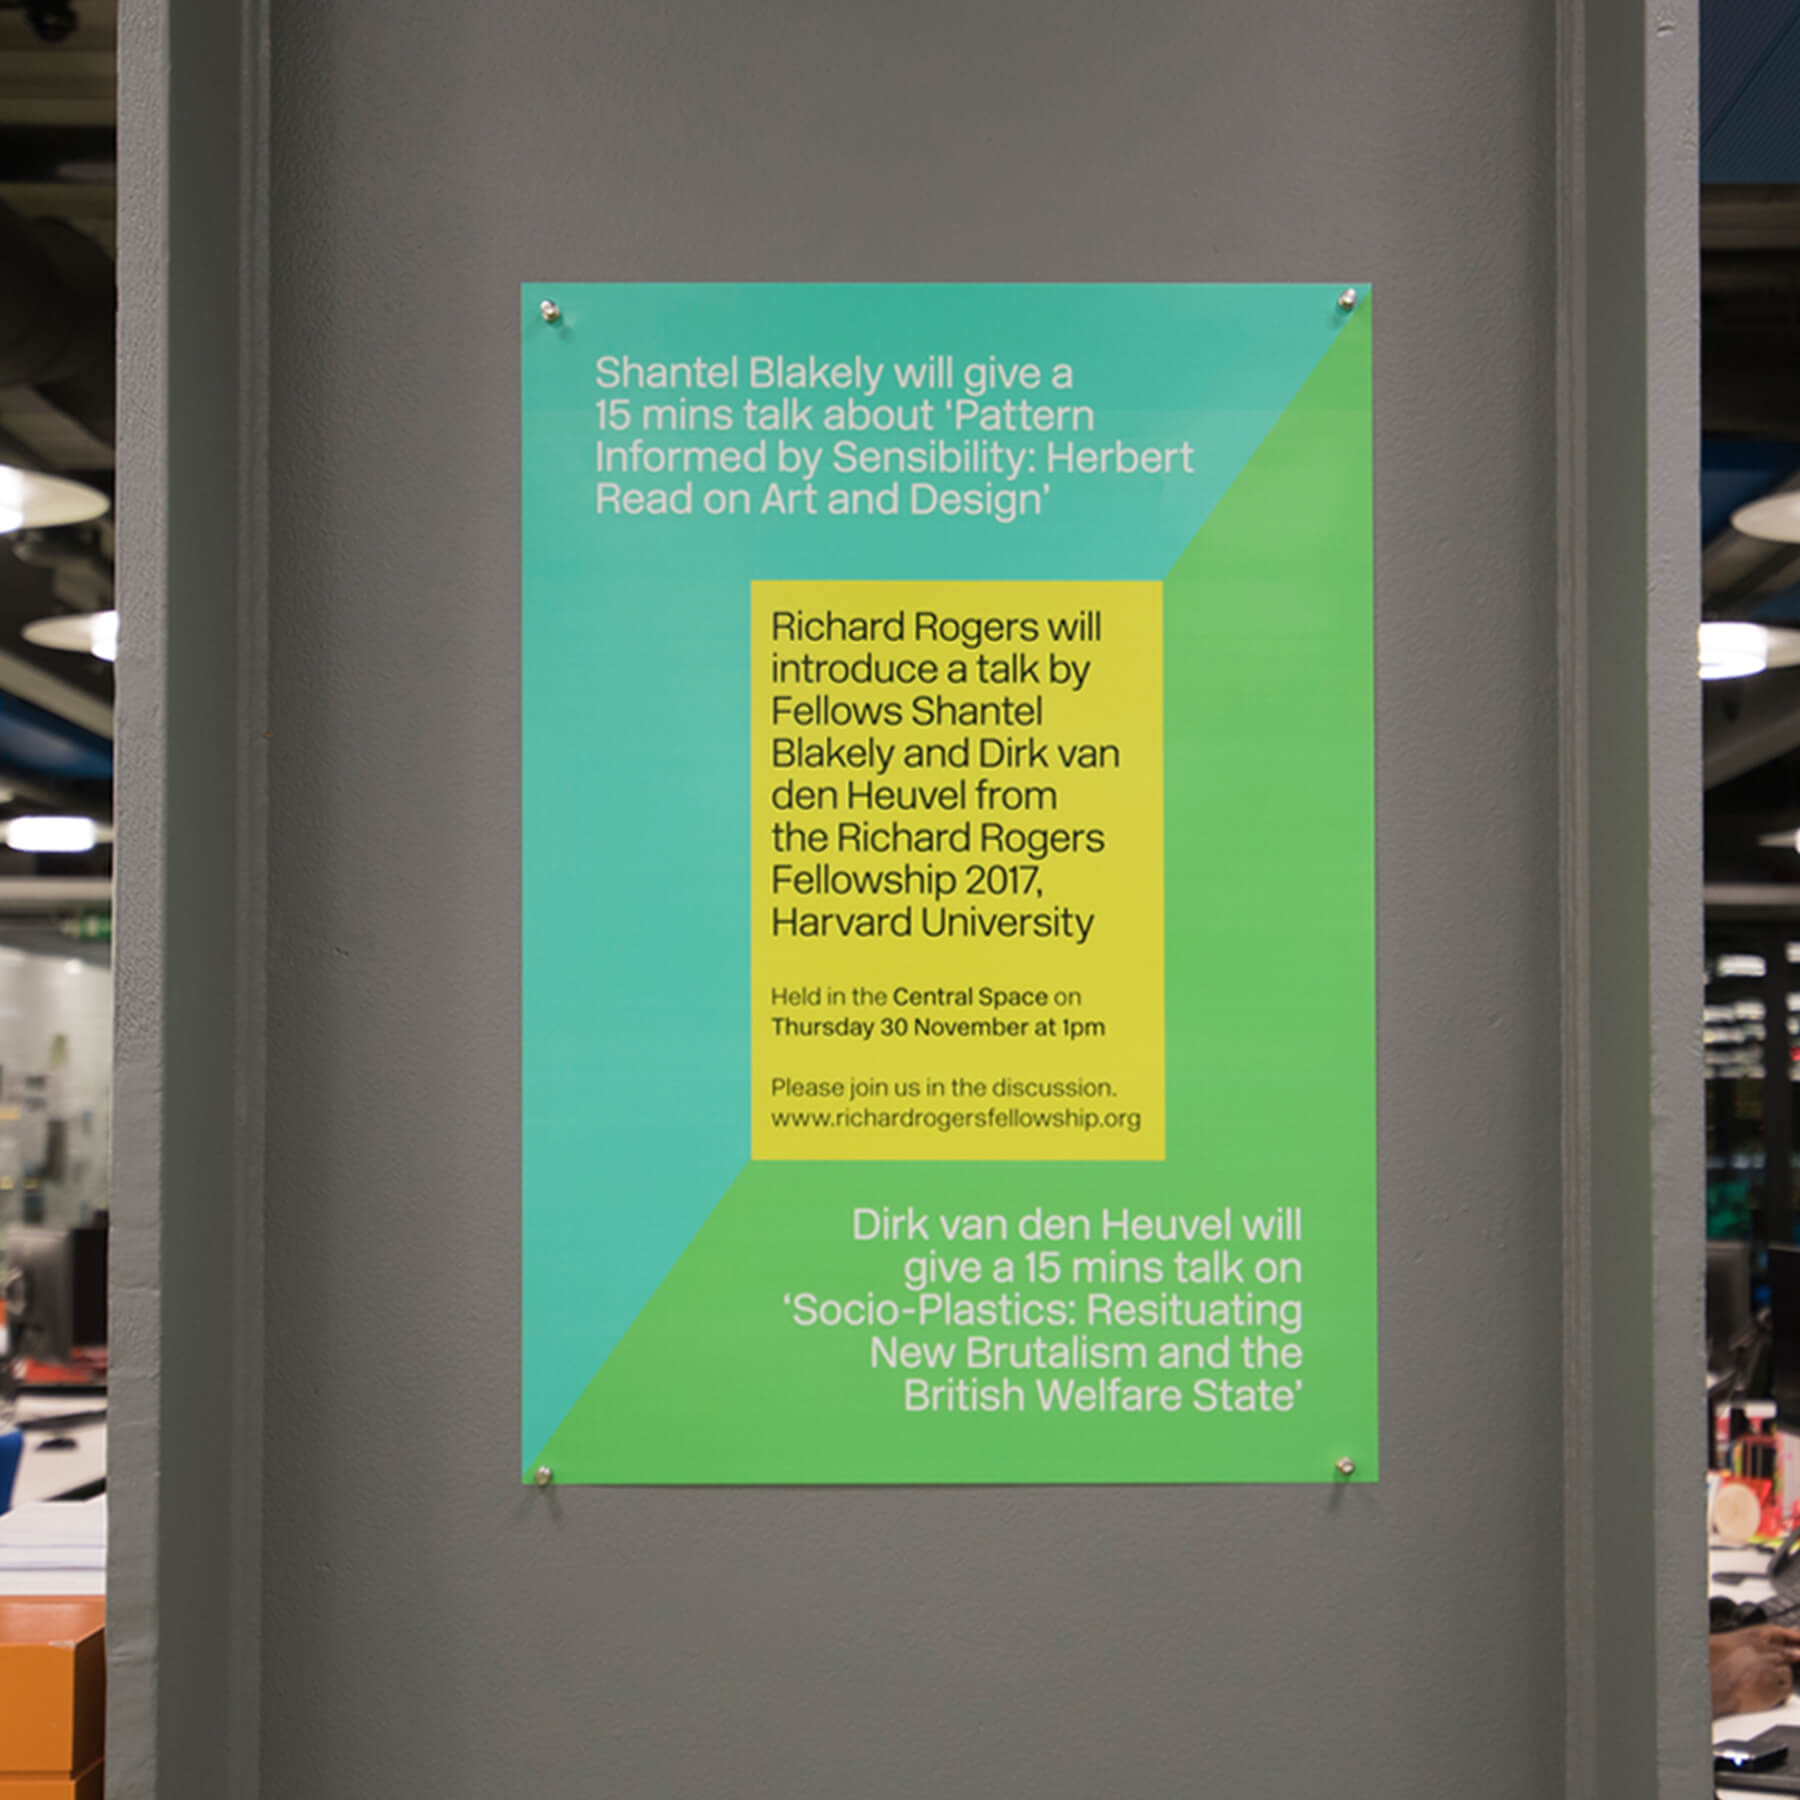 Shantel Blakely will give a
15 mins talk about ‘Pattern
Informed by Sensibility: Herbert
Read on Art and Design’
Richard Rogers will
introduce a talk by
Fellows Shantel
Blakely and Dirk van
den Heuvel from
the Richard Rogers
Fellowship 2017,
Harvard University
Held in the Central Space on
Thursday 30 November at 1pm
Please join us in the discussion.
www.richardrogersfellowship.org
Dirk van den Heuvel will
give a 15 mins talk on
‘Socio-Plastics: Resituating
New Brutalism and the
British Welfare State’